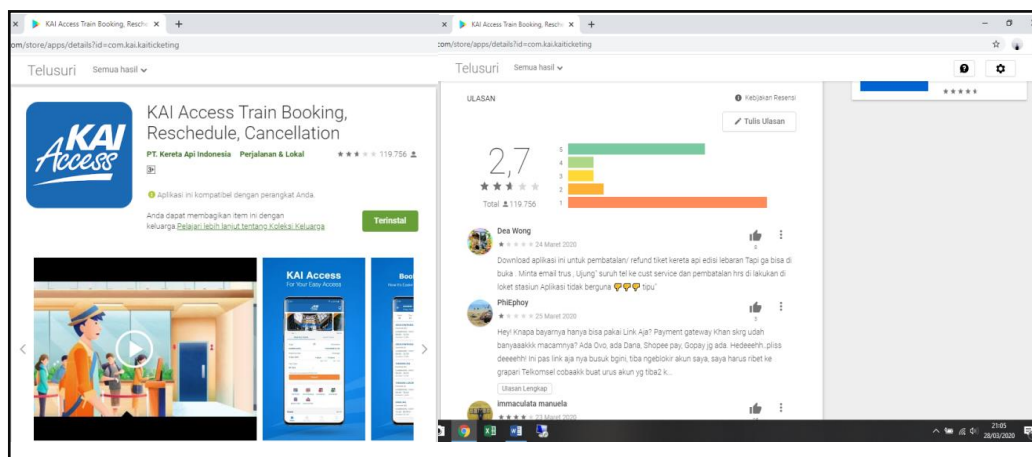 KAI Access Train Booking, Resche
om/store/apps/details?id=com.kai.kaiticketing
Telusuri Semua hasil
KAI
Access
KAI Access Train Booking,
Reschedule, Cancellation
PT. Kereta Api Indonesia Perjalanan & Lokal 119.756
Aplikasi ini kompatibel dengan perangkat Anda.
Anda dapat membagikan item ini dengan
keluarga.Pelajari lebih lanjut tentang Koleksi Keluarga
Terinstal
KAI Access
For Your Easy Access
Boo
KAI Access Train Booking, Resche
com/store/apps/details?id=com.kai.kaiticketing
Telusuri Semua hasil
ULASAN
Kebijakan Resensi
Tulis Ulasan
2,7
Total 119.756
5
4
3
2
1
Dea Wong
24 Maret 2020
Download aplikasi ini untuk pembatalan/ refund tiket kereta api edisi lebaran Tapi ga bisa di
buka . Minta email trus , Ujung" suruh tel ke cust service dan pembatalan hrs di lakukan di
loket stasiun Aplikasi tidak berguna 👎👎👎 tipu"
PhiEphoy
25 Maret 2020
Hey! Knapa bayarnya hanya bisa pakai Link Aja? Payment gateway Khan skrg udah
banyaaakkk macamnya? Ada Ovo, ada Dana, Shopee pay, Gopay jg ada. Hedeeehh..pliss
deeeehh! ini pas link aja nya busuk bgini, tiba ngeblokir akun saya, saya harus ribet ke
grapari Telkomsel cobaakk buat urus akun yg tiba2 k...
Ulasan Lengkap
immaculata manuela
23 Maret 2020
21:05
28/03/2020